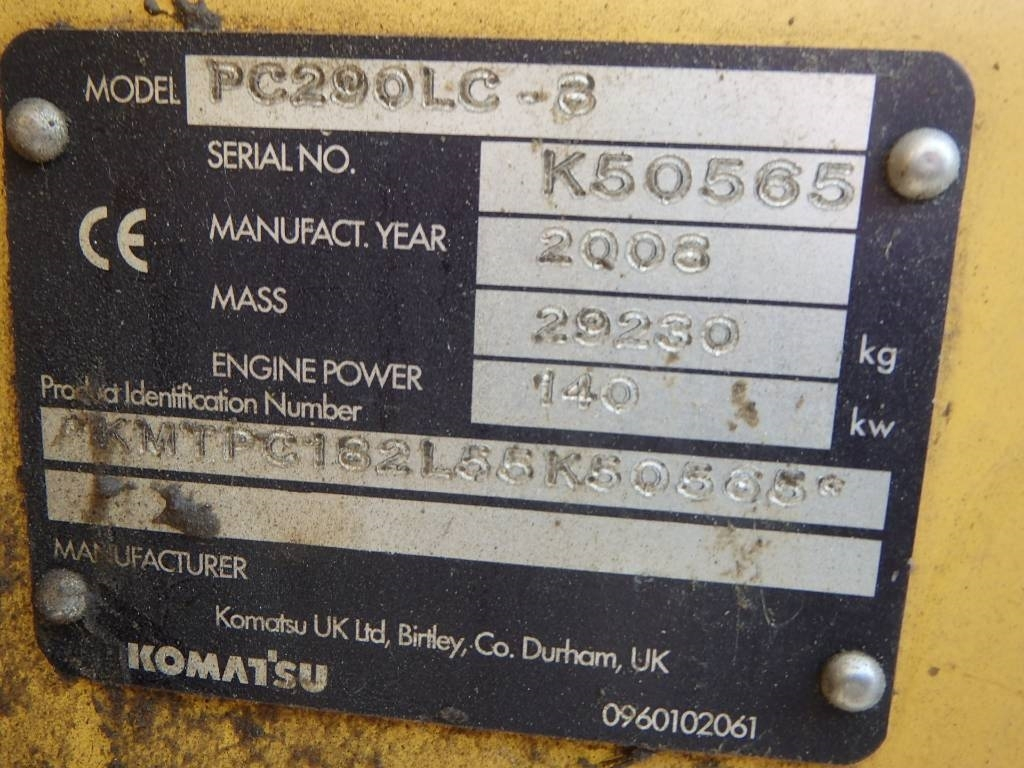 MODEL PC290LC-8
SERIAL NO. K50565
MANUFACT. YEAR 2008
MASS 29230 kg
ENGINE POWER 140 kw
CE
Product Identification Number
*KMTPC182L55K50565*
MANUFACTURER
Komatsu UK Ltd, Birtley, Co. Durham, UK
KOMATSU
0960102061